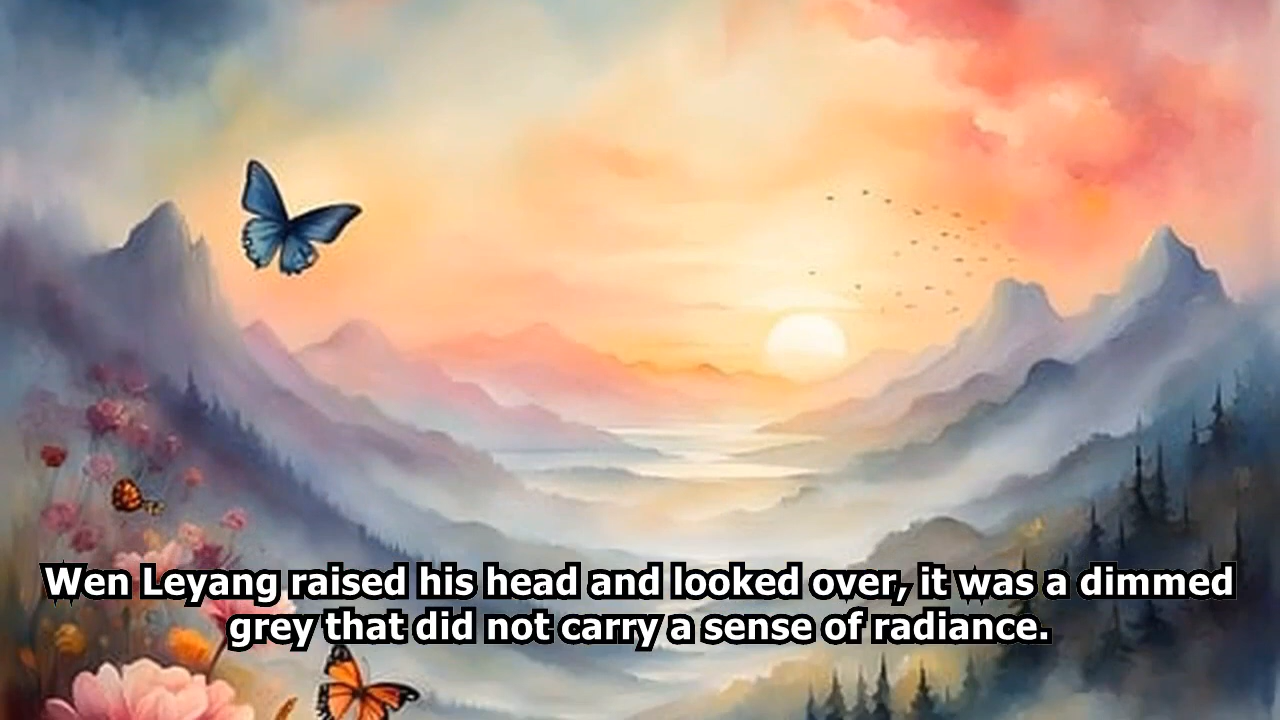 Wen Leyang raised his head and looked over, it was a dimmed
grey that did not carry a sense of radiance.